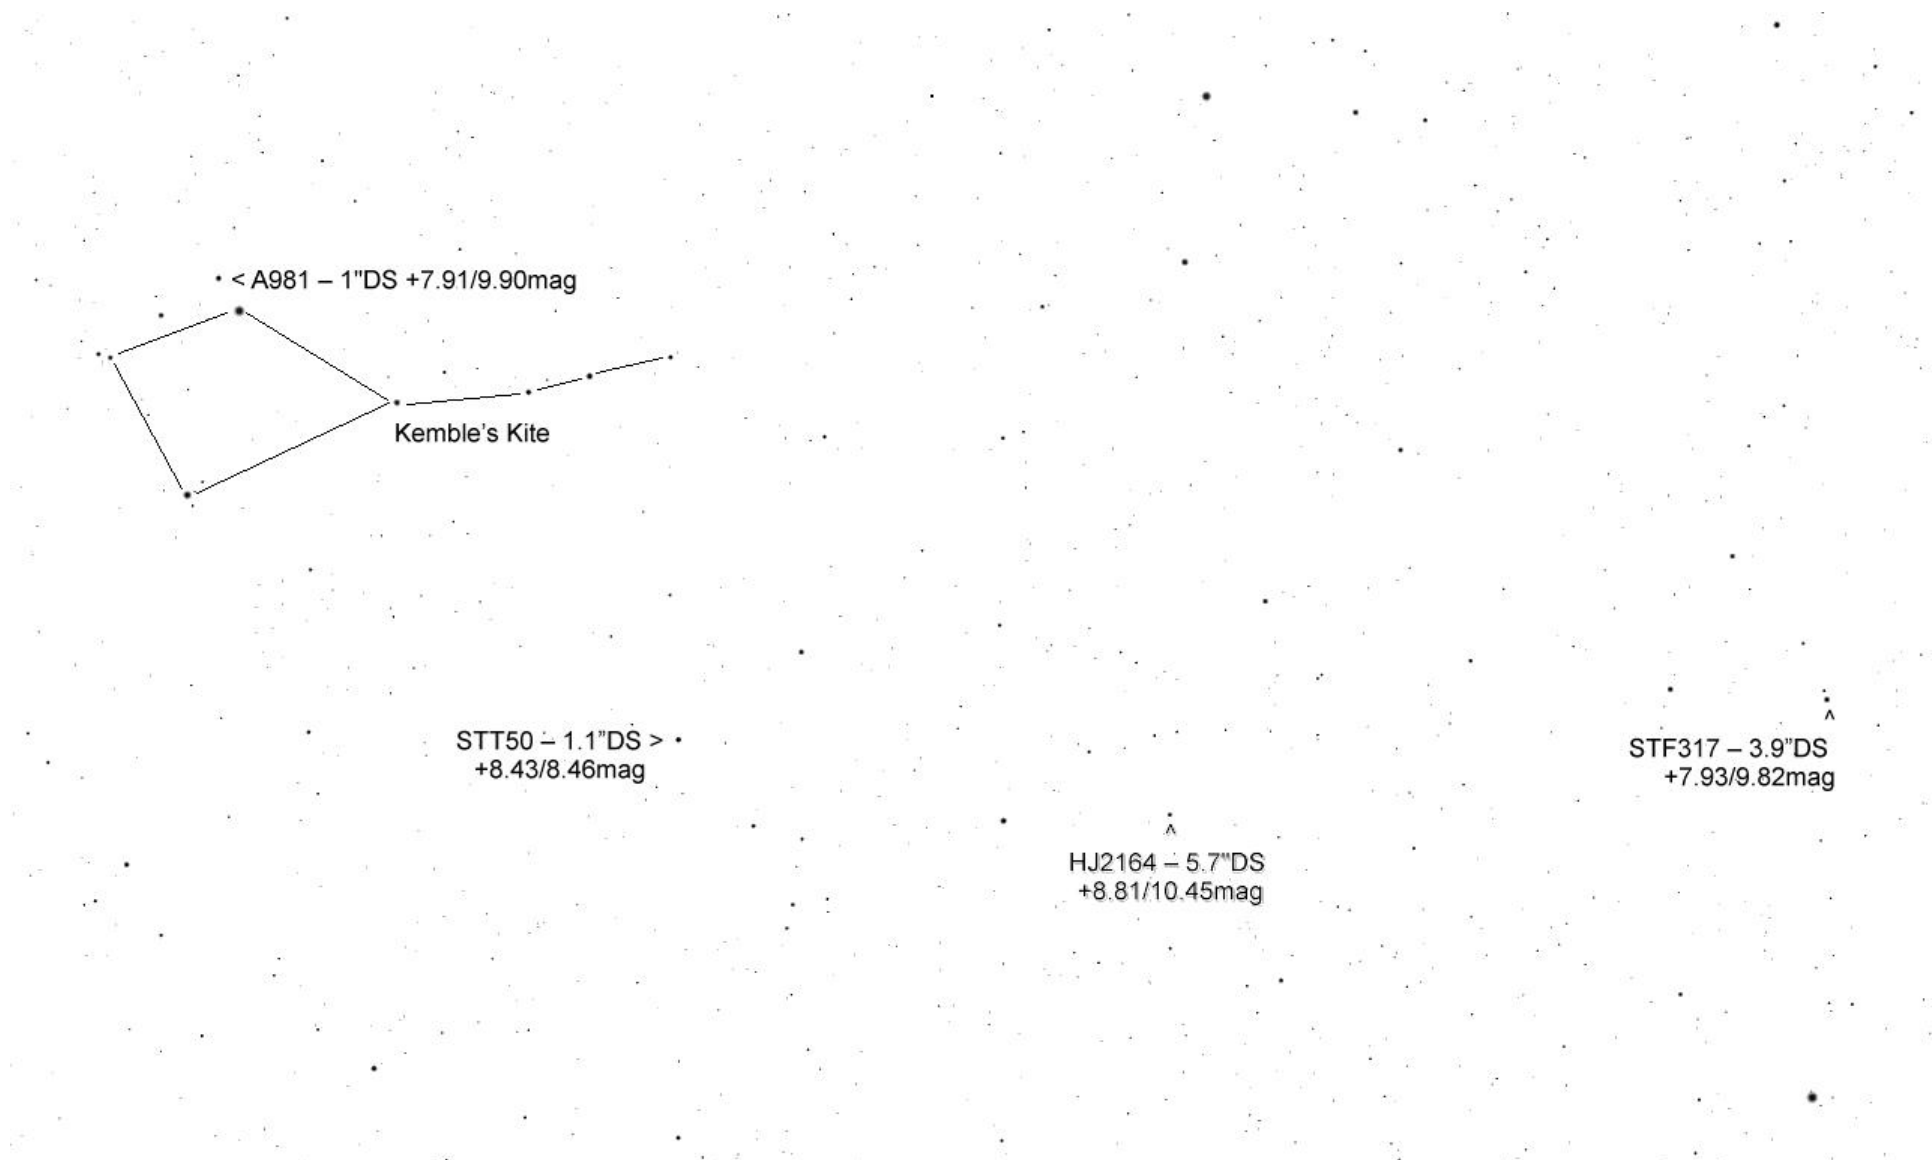 < A981 – 1"DS +7.91/9.90mag
Kemble’s Kite
STT50 – 1.1”DS >
+8.43/8.46mag
STF317 – 3.9”DS
+7.93/9.82mag
^
HJ2164 – 5.7"DS
+8.81/10.45mag
^